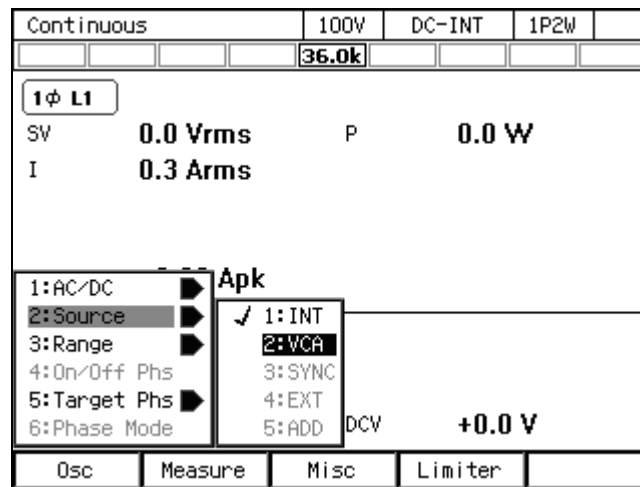 Continuous 100V DC-INT 1P2W
36.0k
1ϕ L1
SV 0.0 Vrms P 0.0 W
I 0.3 Arms
Apk
1:AC/DC
2:Source
3:Range
4:On/Off Phs
5:Target Phs
6:Phase Mode
✓ 1:INT
2:VCA
3:SYNC
4:EXT
5:ADD
DCV +0.0 V
Osc Measure Misc Limiter